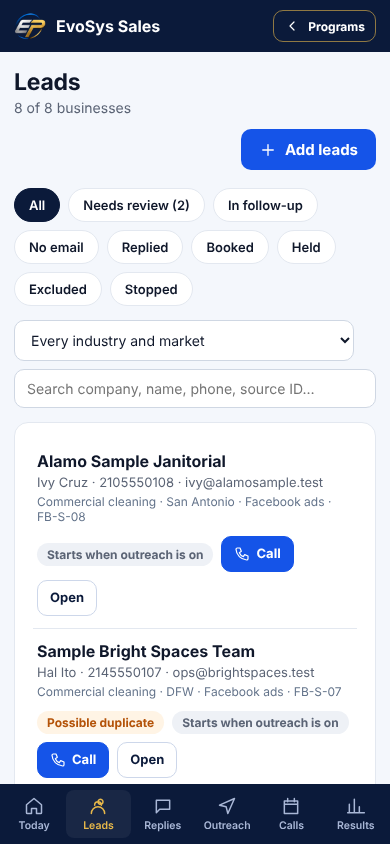 EP EvoSys Sales
Programs
Leads
8 of 8 businesses
Add leads
All
Needs review (2)
In follow-up
No email
Replied
Booked
Held
Excluded
Stopped
Every industry and market
Search company, name, phone, source ID...
Alamo Sample Janitorial
Ivy Cruz · 2105550108 · ivy@alamosample.test
Commercial cleaning · San Antonio · Facebook ads ·
FB-S-08
Starts when outreach is on
Call
Open
Sample Bright Spaces Team
Hal Ito · 2145550107 · ops@brightspaces.test
Commercial cleaning · DFW · Facebook ads · FB-S-07
Possible duplicate
Starts when outreach is on
Call
Open
Today
Leads
Replies
Outreach
Calls
Results